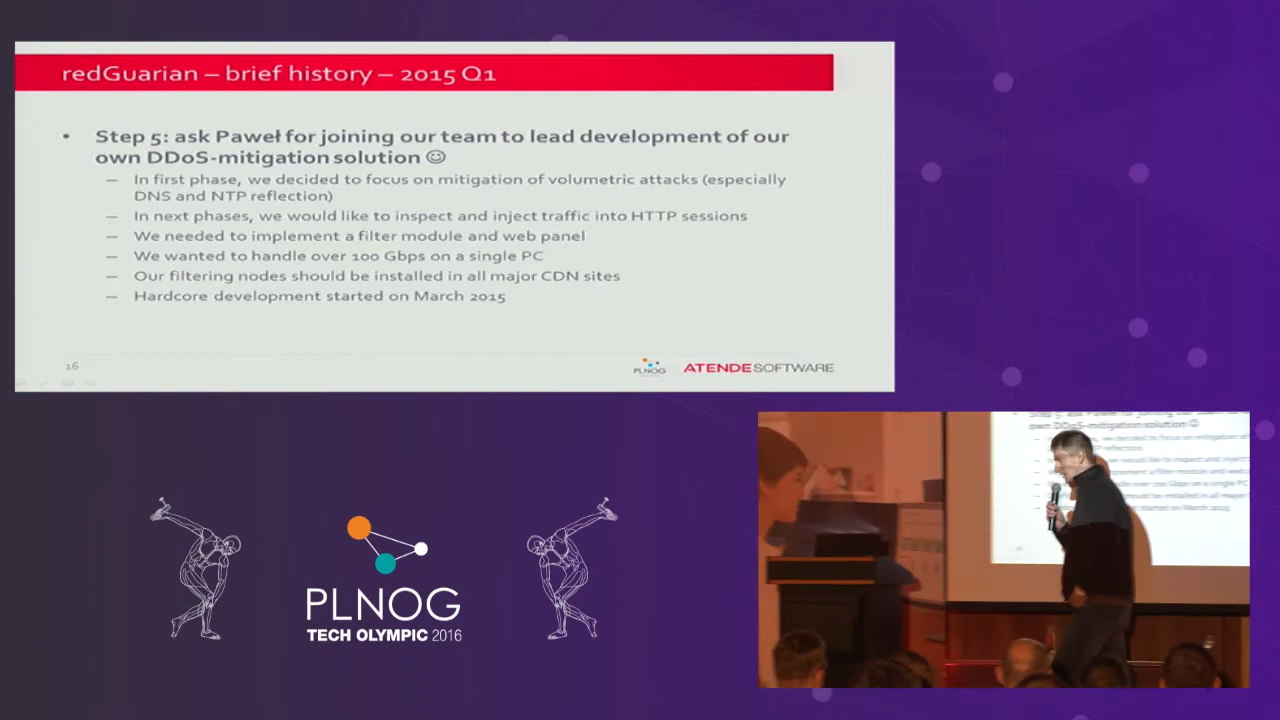 redGuarian – brief history – 2015 Q1
• Step 5: ask Paweł for joining our team to lead development of our
own DDoS-mitigation solution ☺
– In first phase, we decided to focus on mitigation of volumetric attacks (especially
DNS and NTP reflection)
– In next phases, we would like to inspect and inject traffic into HTTP sessions
– We needed to implement a filter module and web panel
– We wanted to handle over 100 Gbps on a single PC
– Our filtering nodes should be installed in all major CDN sites
– Hardcore development started on March 2015
16
PLNOG
ATENDESOFTWARE
PLNOG
TECH OLYMPIC 2016
own DDoS-mitigation solution ☺